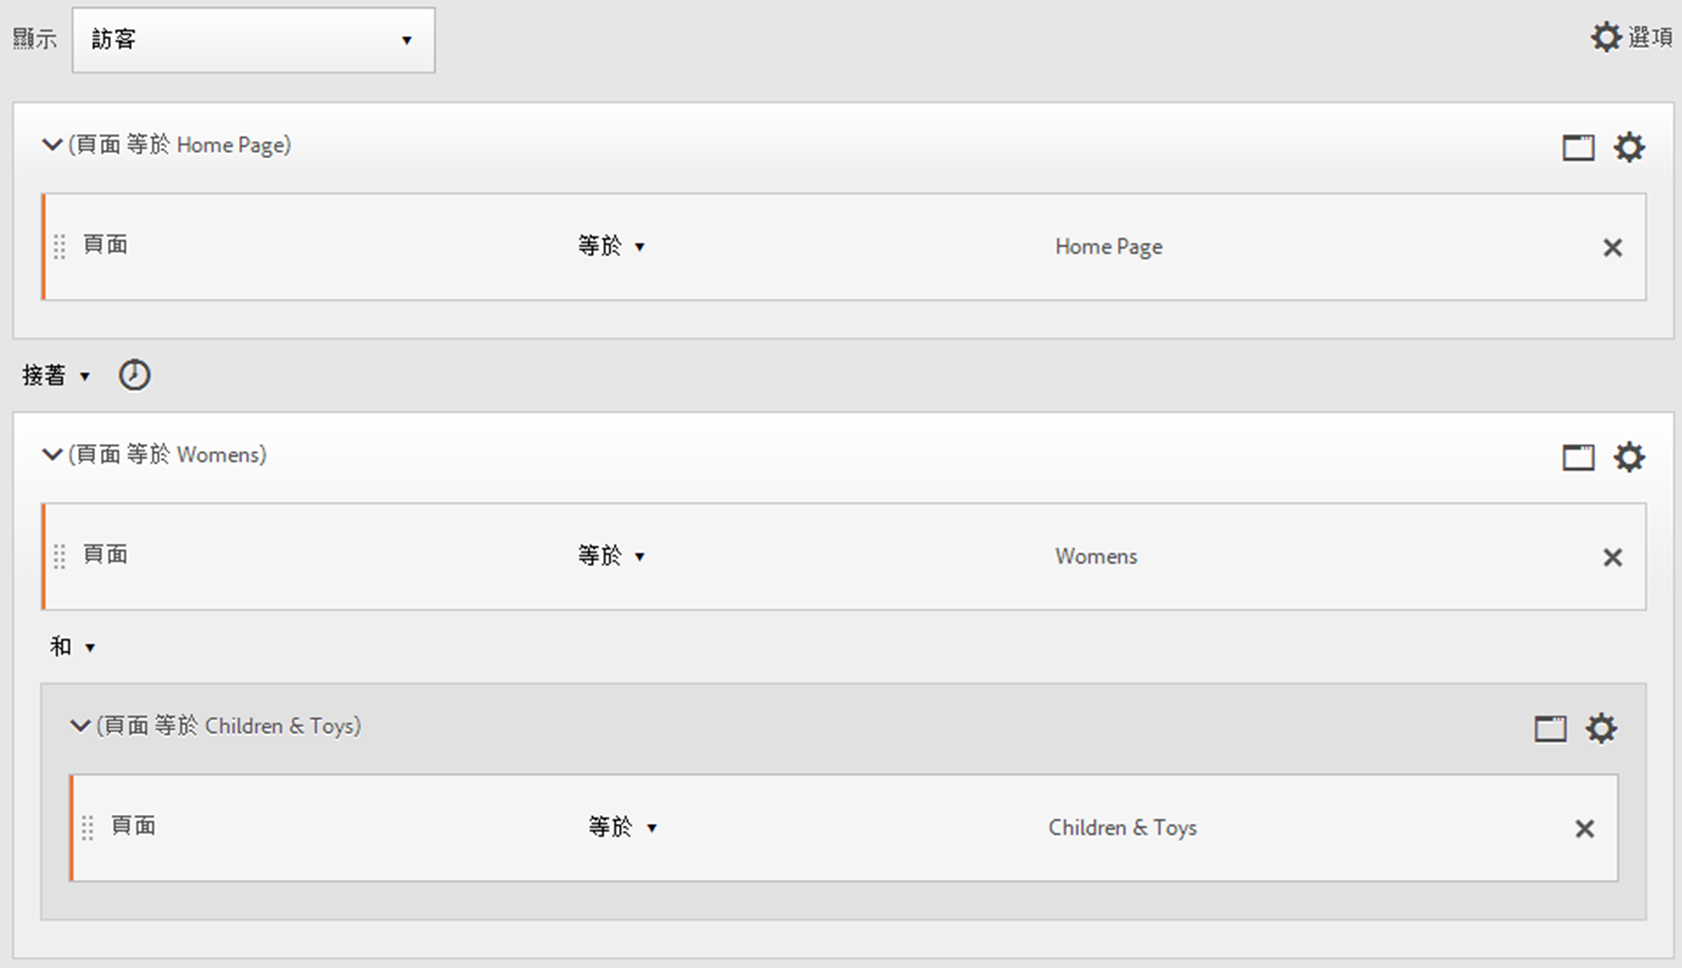 顯示 訪客 ▼ 選項
(頁面 等於 Home Page)
頁面 等於 ▼ Home Page ✕
接著 ▼
(頁面 等於 Womens)
頁面 等於 ▼ Womens ✕
和 ▼
(頁面 等於 Children & Toys)
頁面 等於 ▼ Children & Toys ✕